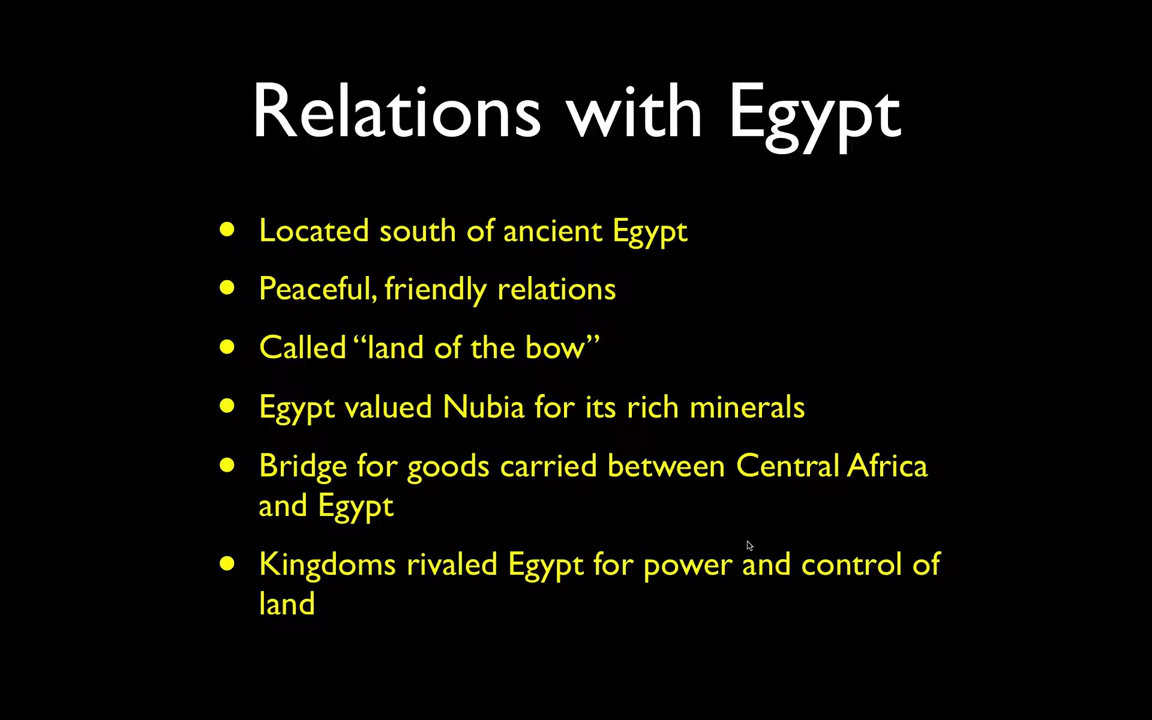 Relations with Egypt
• Located south of ancient Egypt
• Peaceful, friendly relations
• Called “land of the bow”
• Egypt valued Nubia for its rich minerals
• Bridge for goods carried between Central Africa
and Egypt
• Kingdoms rivaled Egypt for power and control of
land